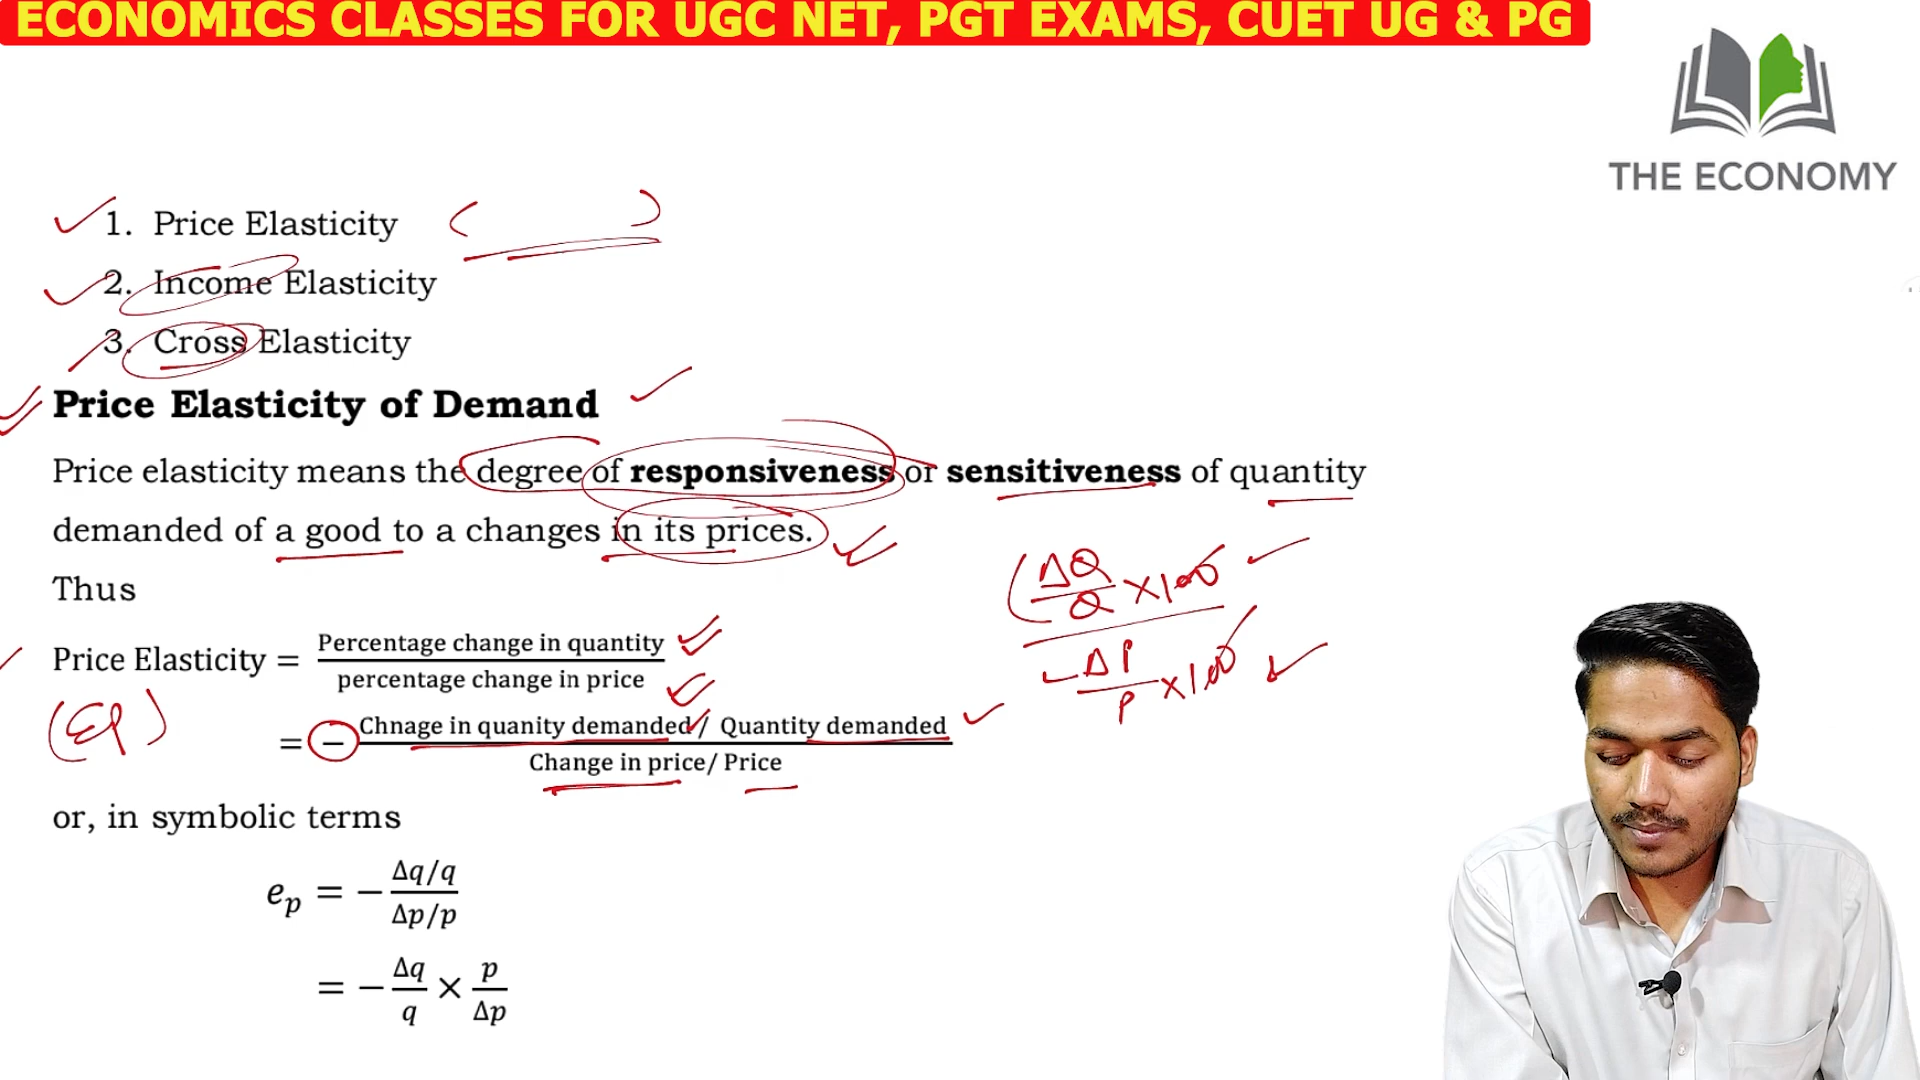 ECONOMICS CLASSES FOR UGC NET, PGT EXAMS, CUET UG & PG
THE ECONOMY
1. Price Elasticity
2. Income Elasticity
3. Cross Elasticity
Price Elasticity of Demand
Price elasticity means the degree of responsiveness or sensitiveness of quantity
demanded of a good to a changes in its prices.
Thus
Price Elasticity = Percentage change in quantity / percentage change in price
(Ep)
= − Chnage in quanity demanded/ Quantity demanded / Change in price/ Price
ΔQ/Q ×100
ΔP/P ×100
or, in symbolic terms
e_p = − Δq/q / Δp/p
= − Δq/q × p/Δp